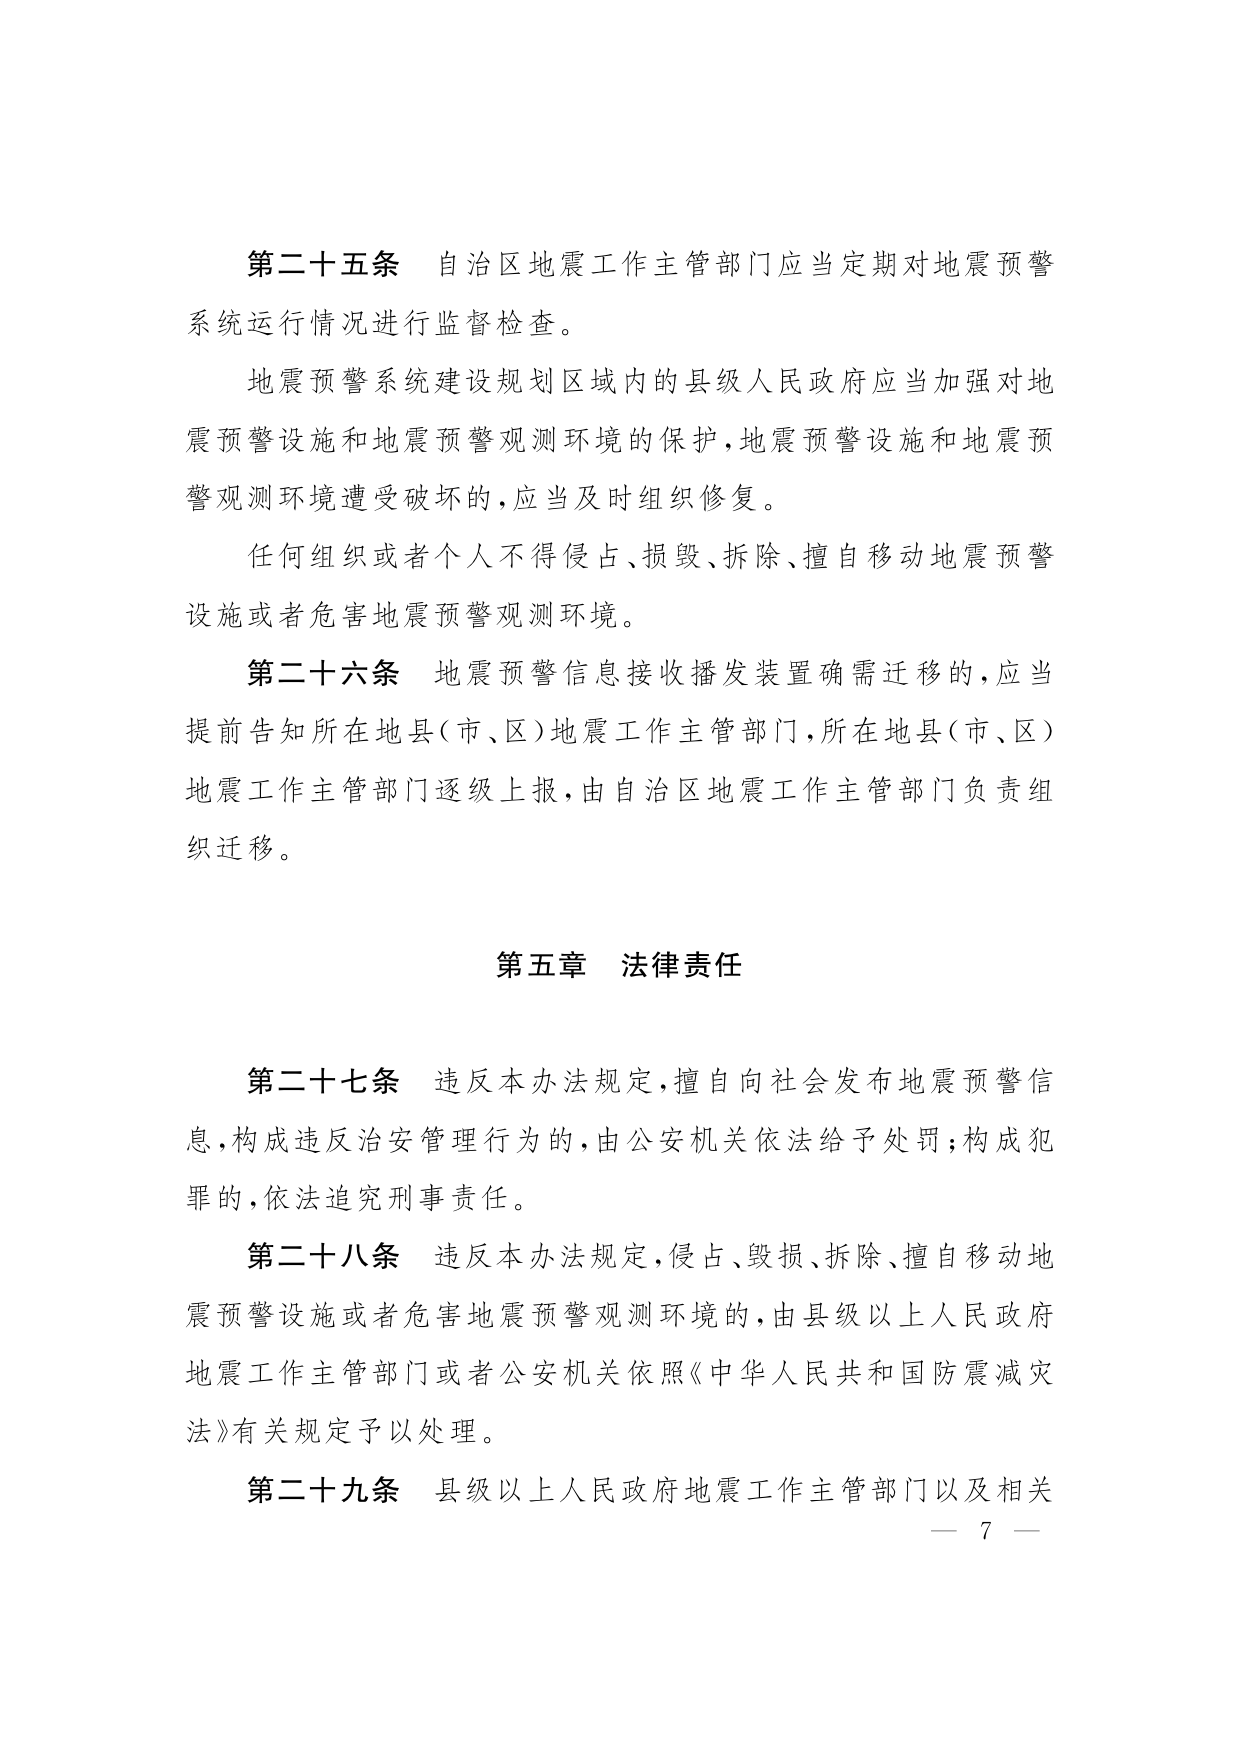 第二十五条　自治区地震工作主管部门应当定期对地震预警
系统运行情况进行监督检查。
地震预警系统建设规划区域内的县级人民政府应当加强对地
震预警设施和地震预警观测环境的保护,地震预警设施和地震预
警观测环境遭受破坏的,应当及时组织修复。
任何组织或者个人不得侵占、损毁、拆除、擅自移动地震预警
设施或者危害地震预警观测环境。
第二十六条　地震预警信息接收播发装置确需迁移的,应当
提前告知所在地县(市、区)地震工作主管部门,所在地县(市、区)
地震工作主管部门逐级上报,由自治区地震工作主管部门负责组
织迁移。
第五章　法律责任
第二十七条　违反本办法规定,擅自向社会发布地震预警信
息,构成违反治安管理行为的,由公安机关依法给予处罚;构成犯
罪的,依法追究刑事责任。
第二十八条　违反本办法规定,侵占、毁损、拆除、擅自移动地
震预警设施或者危害地震预警观测环境的,由县级以上人民政府
地震工作主管部门或者公安机关依照《中华人民共和国防震减灾
法》有关规定予以处理。
第二十九条　县级以上人民政府地震工作主管部门以及相关
— 7 —